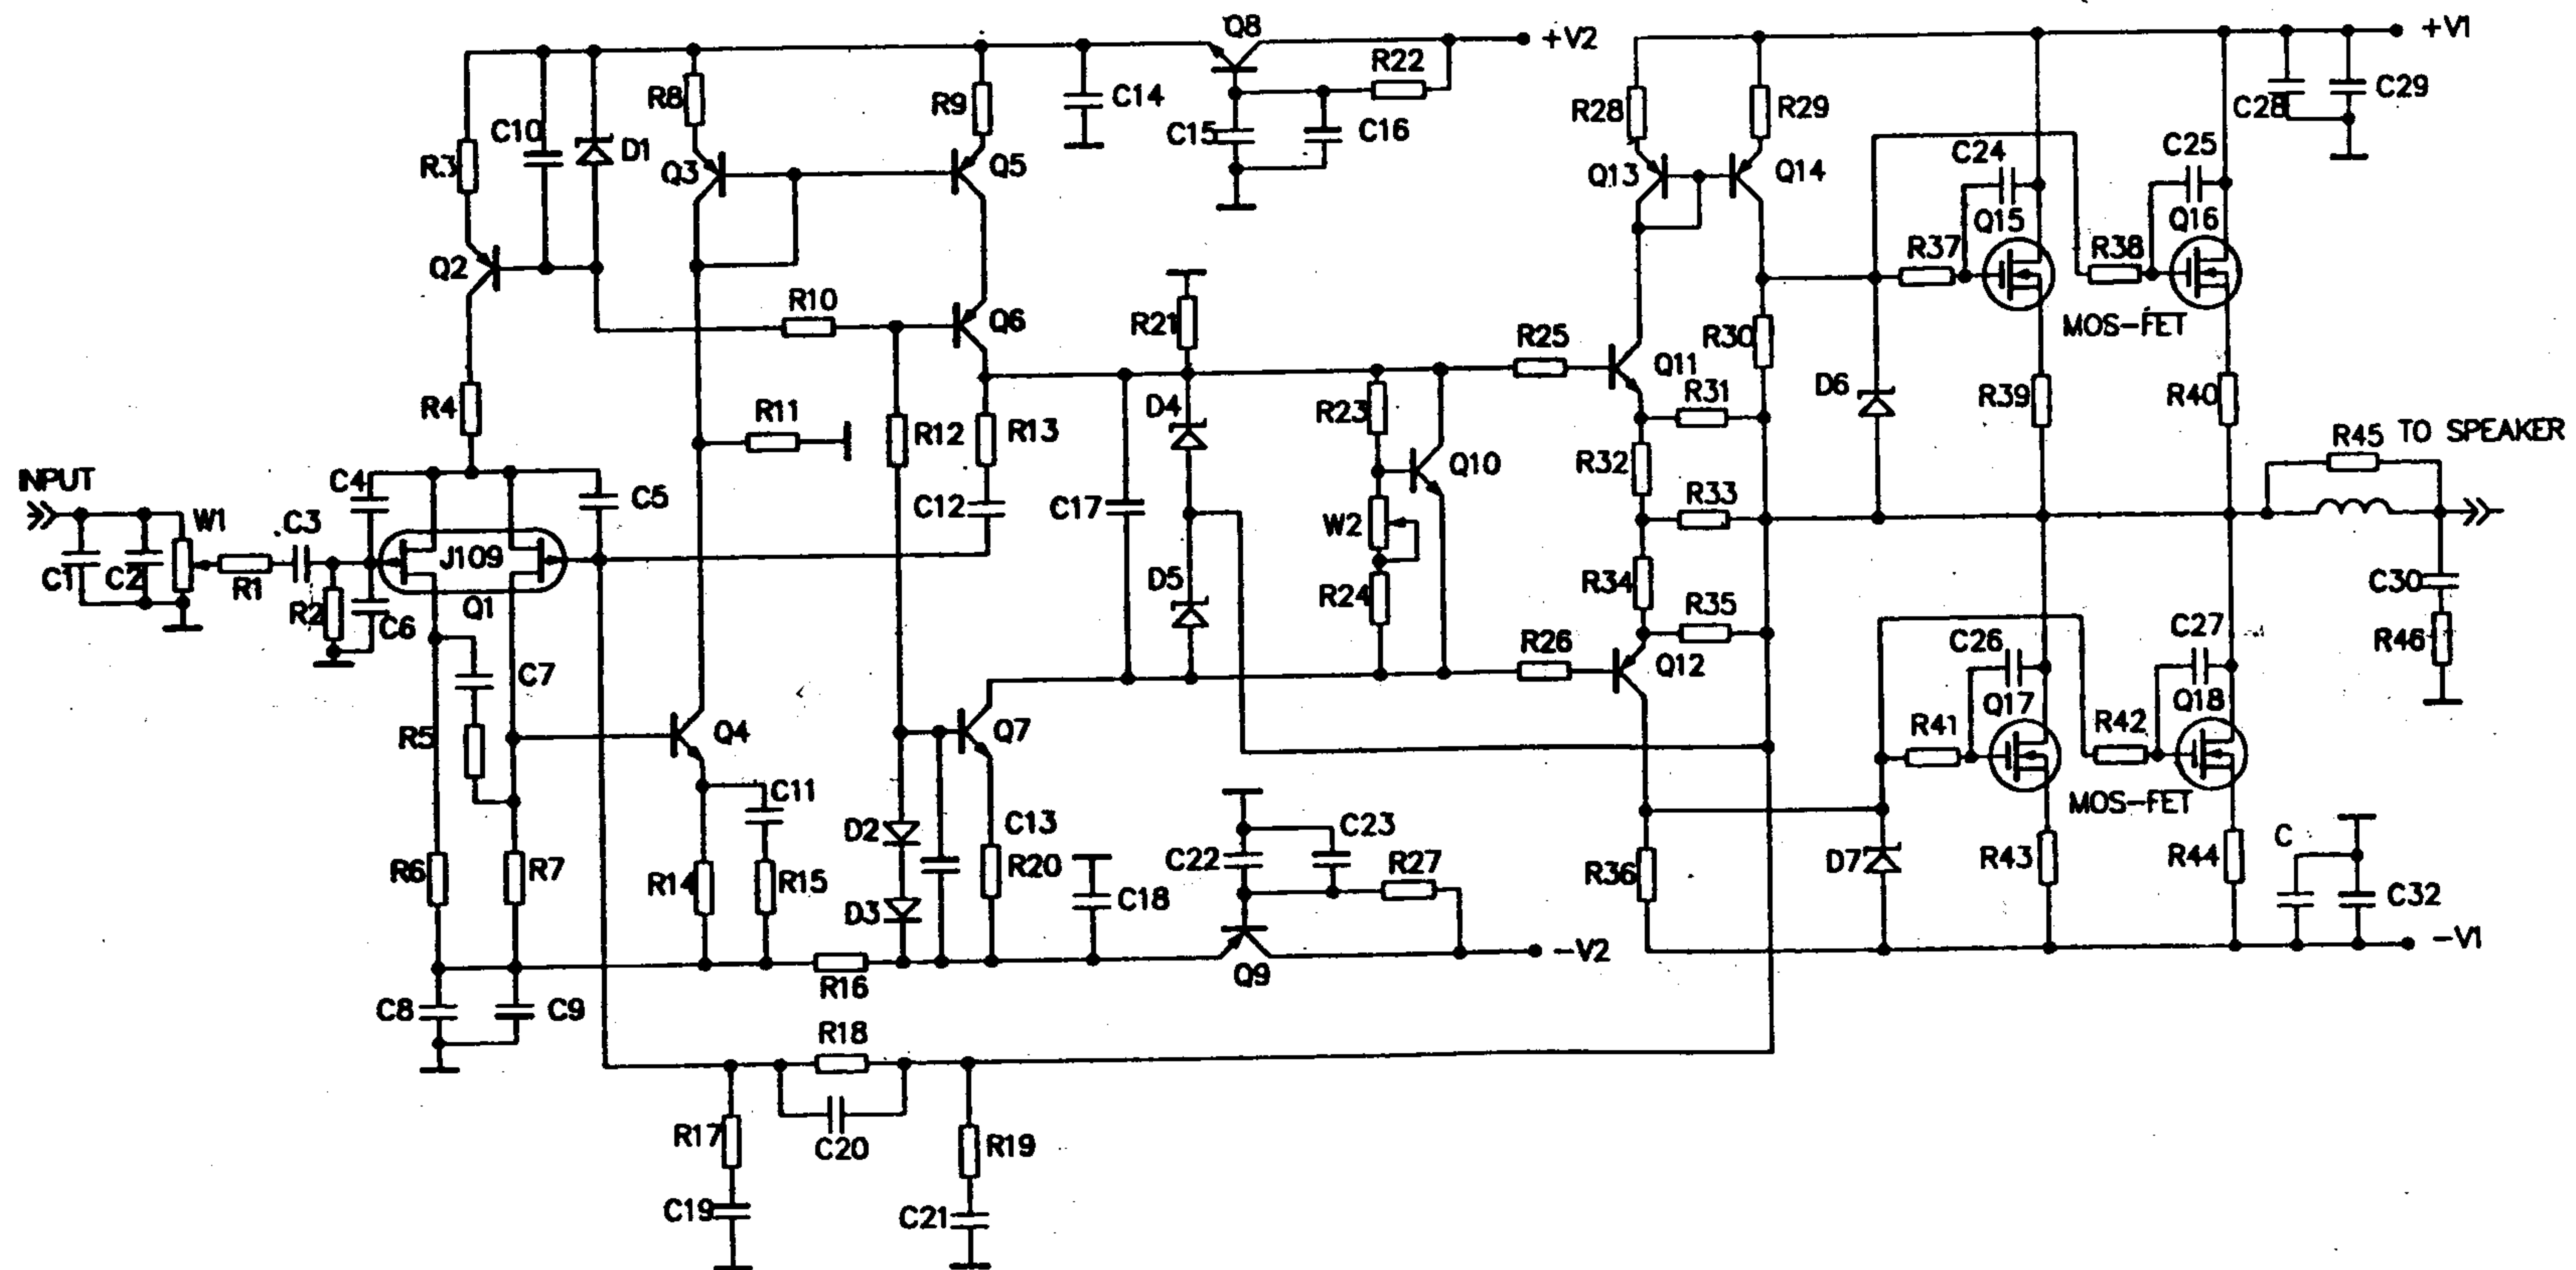 Q8
+V2
+V1
R22
R8
R9
C14
R28
R29
C28
C29
C10
C15
C16
D1
R3
Q3
Q5
Q13
Q14
C24
C25
Q15
Q16
Q2
R37
R38
R10
Q6
R21
MOS-FET
R25
R30
Q11
D6
R39
R40
R4
R11
R12
R13
D4
R23
R31
R45
TO SPEAKER
INPUT
C4
C5
Q10
R32
W1
C3
C12
C17
W2
R33
J109
C1
C2
R1
R2
Q1
C6
D5
R24
R34
R35
C30
R46
C7
R26
Q12
C26
C27
Q17
Q18
R5
Q4
Q7
R41
R42
C11
MOS-FET
D2
C13
C23
C
R6
R7
R14
R15
D3
R20
C18
C22
R27
R36
D7
R43
R44
C32
Q9
-V2
-V1
R16
C8
C9
R18
R17
C20
R19
C19
C21